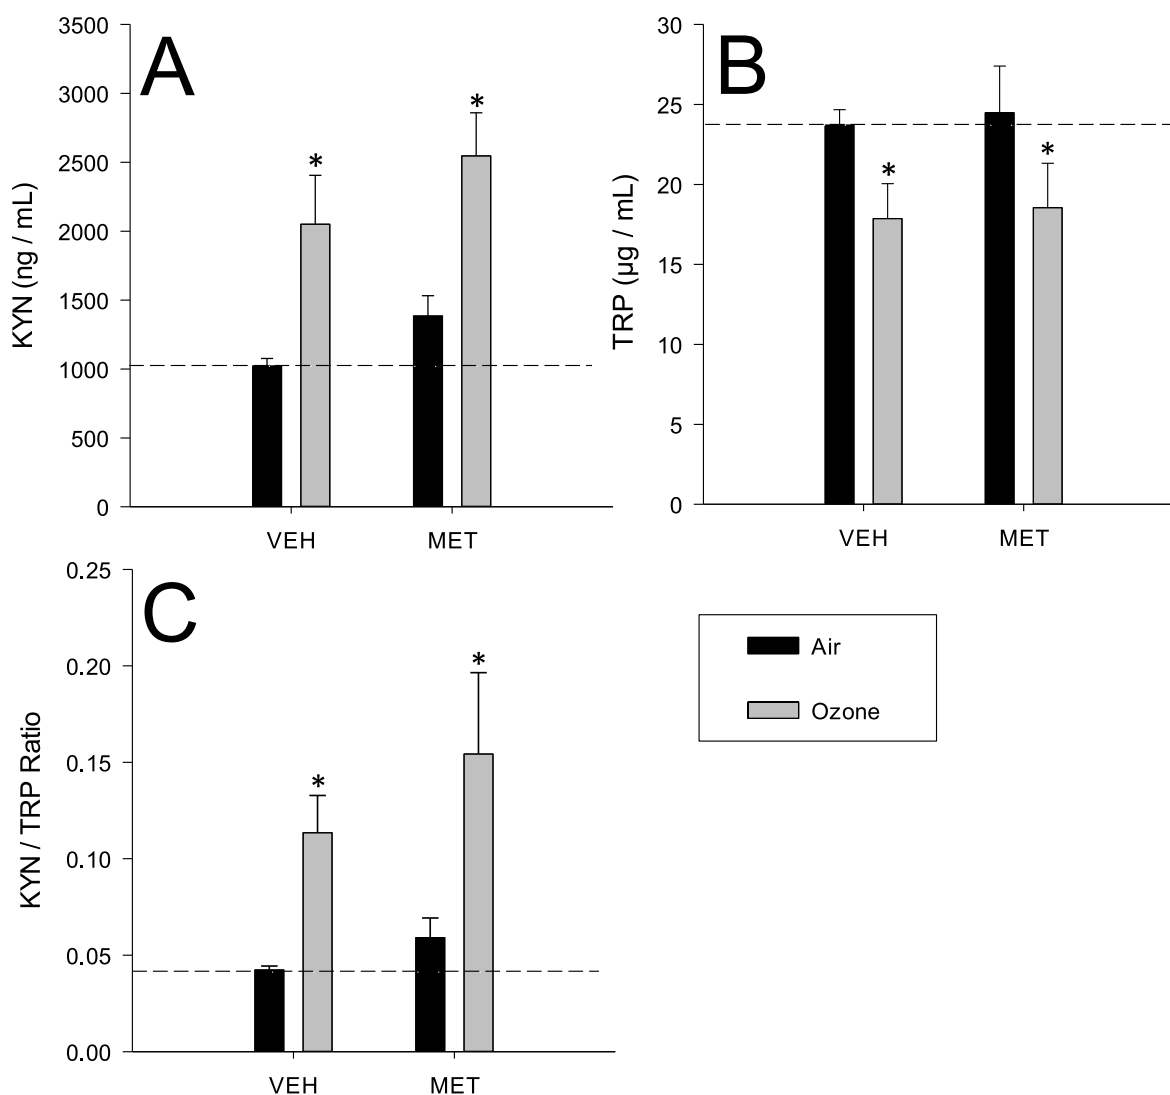 A
KYN (ng / mL)
3500
3000
2500
2000
1500
1000
500
0
*
*
VEH
MET
B
TRP (µg / mL)
30
25
20
15
10
5
0
*
*
VEH
MET
C
KYN / TRP Ratio
0.25
0.20
0.15
0.10
0.05
0.00
*
*
VEH
MET
Air
Ozone